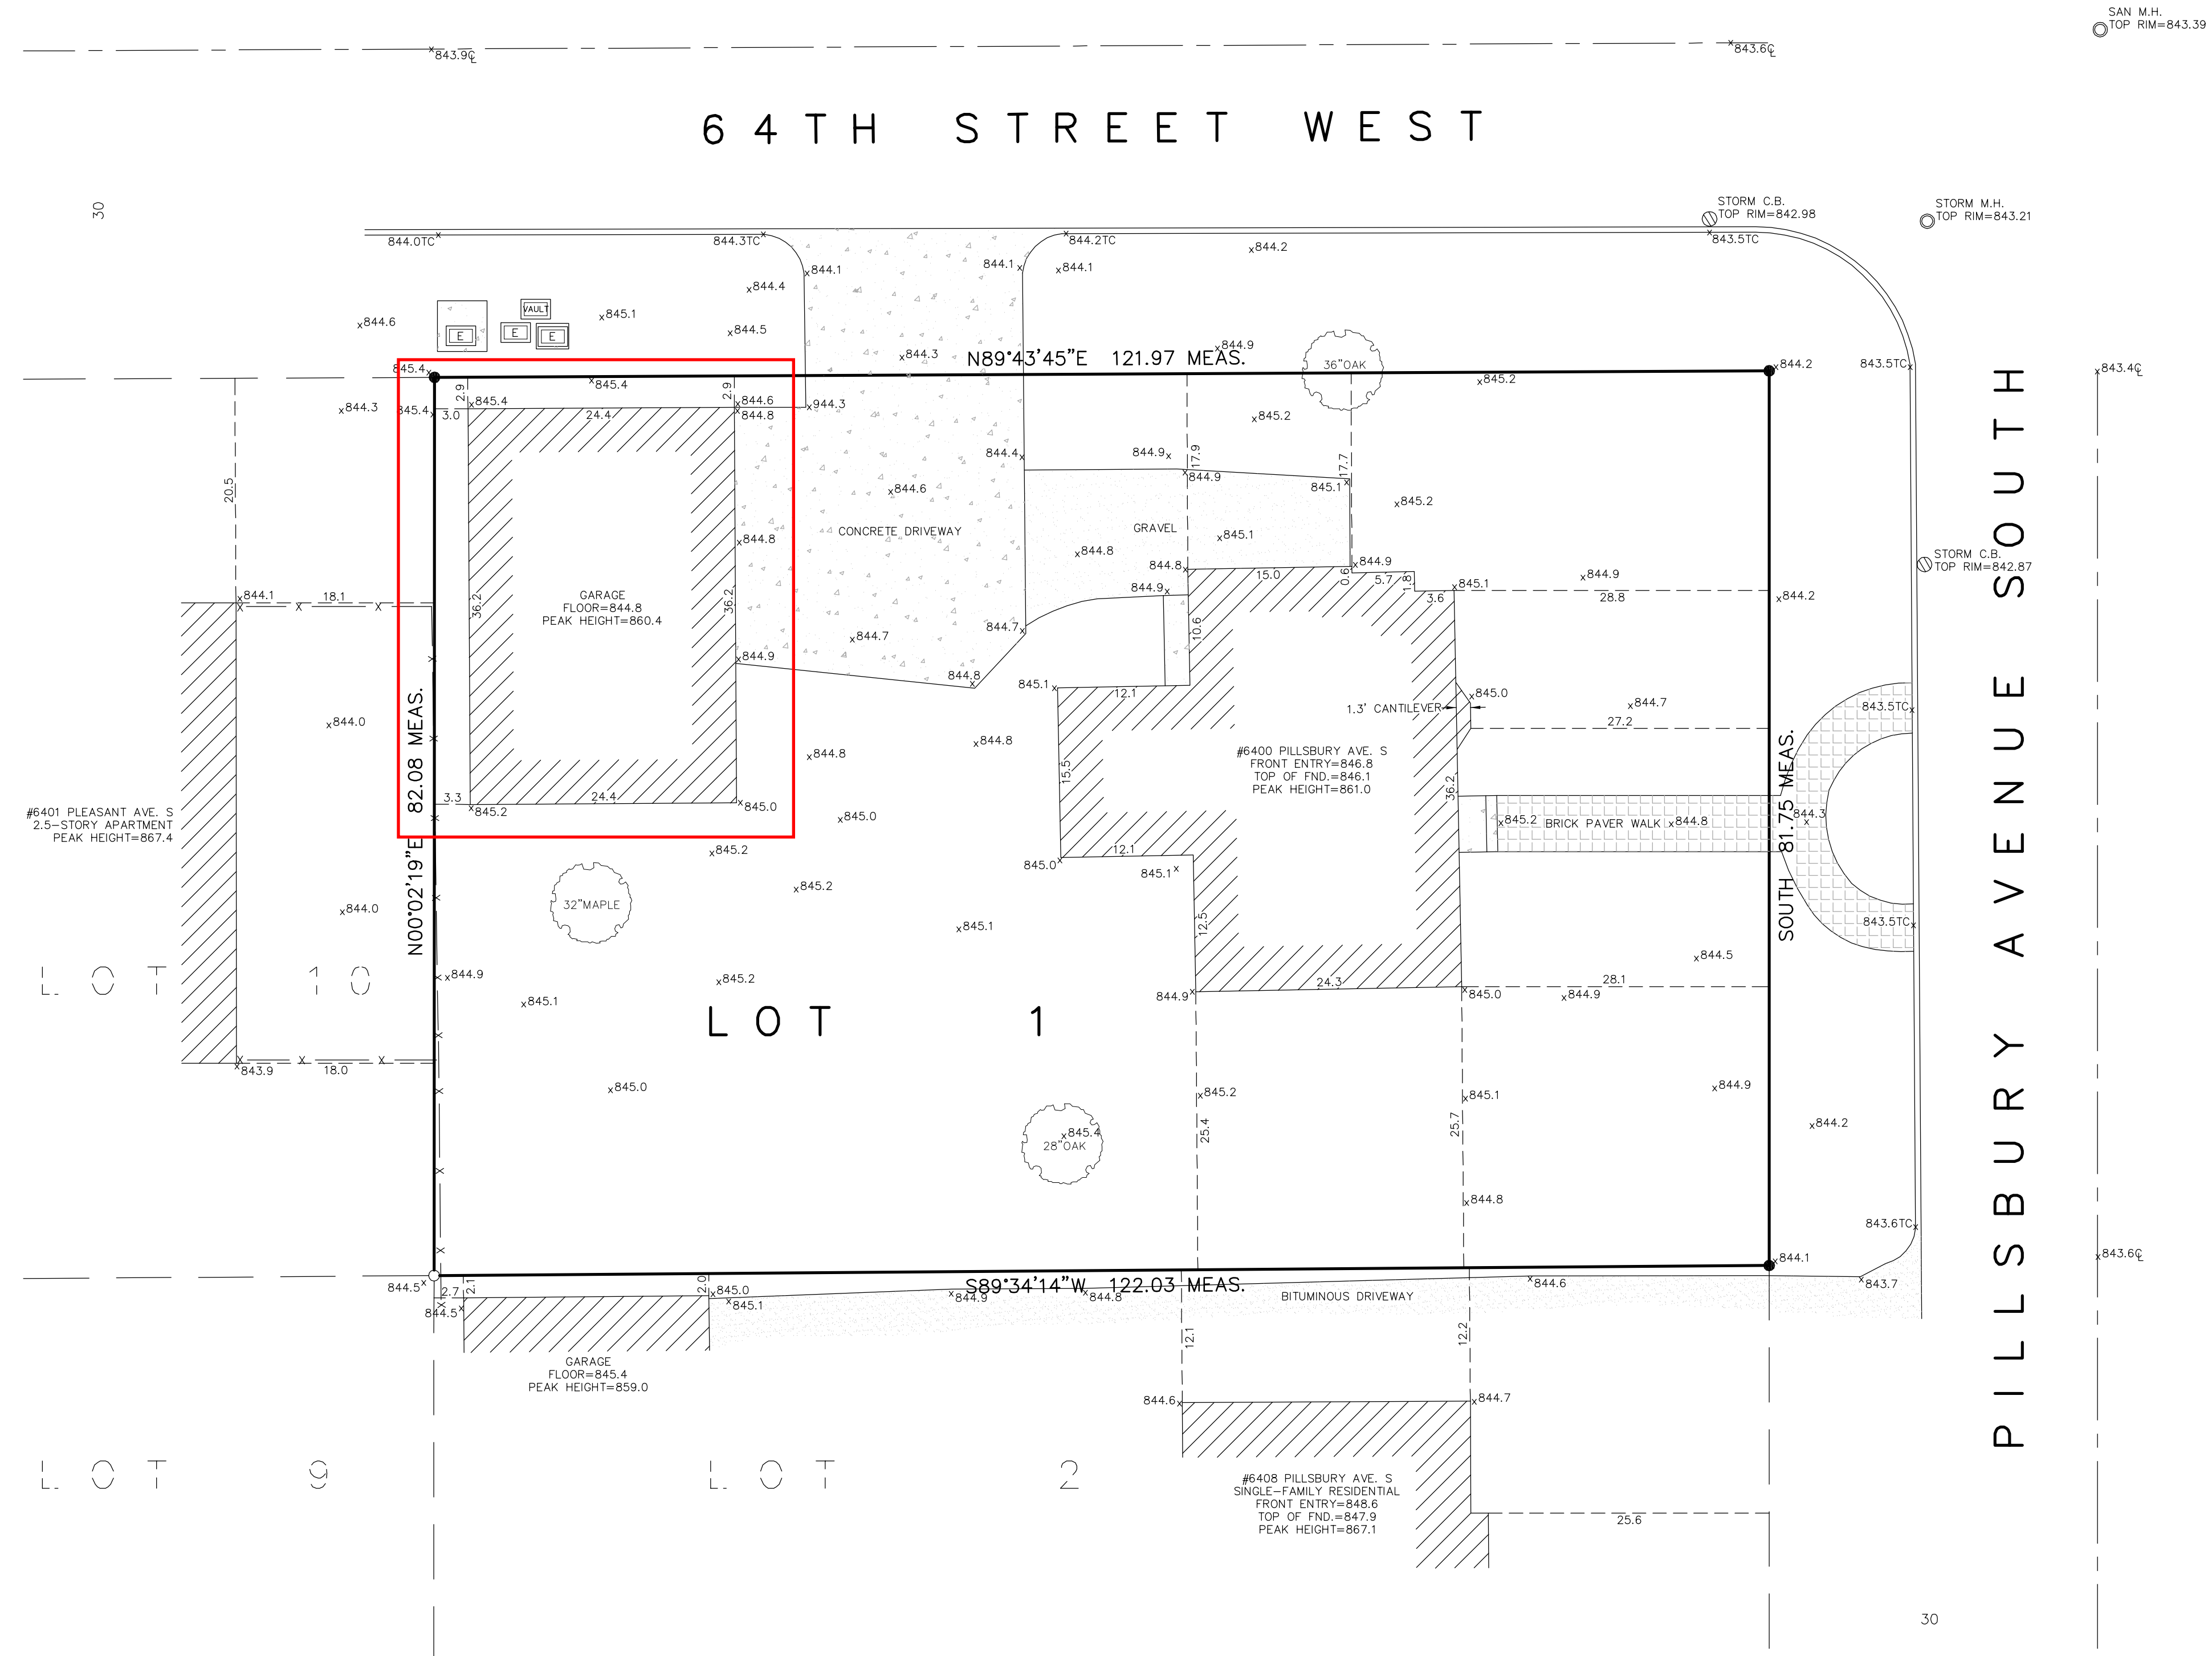 SAN M.H.
TOP RIM=843.39
843.9℄
843.6℄
64TH STREET WEST
30
STORM C.B.
TOP RIM=842.98
STORM M.H.
TOP RIM=843.21
844.0TC
844.3TC
844.2TC
843.5TC
844.2
844.1
844.1
844.1
844.4
844.6
VAULT
E
E
E
845.1
844.5
844.3
844.9
N89°43'45"E 121.97 MEAS.
36"OAK
844.2
843.5TC
843.4℄
845.4
845.4
845.2
844.3
845.4
3.0
2.9
845.4
24.4
2.9
844.6
844.8
944.3
845.2
844.4
844.9
17.9
844.9
17.7
845.1
845.2
20.5
844.6
CONCRETE DRIVEWAY
GRAVEL
845.1
844.8
844.8
STORM C.B.
TOP RIM=842.87
844.8
844.9
15.0
0.6
844.9
5.7
1.8
3.6
845.1
844.9
28.8
844.2
844.1
18.1
36.2
GARAGE
FLOOR=844.8
PEAK HEIGHT=860.4
36.2
844.7
844.7
10.6
844.9
844.8
845.1
12.1
1.3' CANTILEVER
845.0
844.7
27.2
843.5TC
844.0
N00°02'19"E 82.08 MEAS.
844.8
844.8
15.5
#6400 PILLSBURY AVE. S
FRONT ENTRY=846.8
TOP OF FND.=846.1
PEAK HEIGHT=861.0
36.2
SOUTH 81.75 MEAS.
PILLSBURY AVENUE SOUTH
3.3
845.2
24.4
845.0
845.0
#6401 PLEASANT AVE. S
2.5-STORY APARTMENT
PEAK HEIGHT=867.4
845.2
BRICK PAVER WALK
844.8
844.3
845.2
12.1
845.0
845.1
32"MAPLE
845.2
844.0
845.1
12.5
843.5TC
844.5
LOT 10
844.9
845.1
845.2
24.3
844.9
845.0
28.1
844.9
LOT 1
843.9
18.0
845.0
845.2
845.1
844.9
25.4
25.7
844.2
845.4
28"OAK
844.8
843.6TC
844.1
843.6℄
844.5
2.7
2.1
844.5
2.0
845.0
845.1
S89°34'14"W 122.03 MEAS.
844.9
844.8
844.6
843.7
BITUMINOUS DRIVEWAY
12.1
12.2
GARAGE
FLOOR=845.4
PEAK HEIGHT=859.0
844.6
844.7
LOT 9
LOT 2
#6408 PILLSBURY AVE. S
SINGLE-FAMILY RESIDENTIAL
FRONT ENTRY=848.6
TOP OF FND.=847.9
PEAK HEIGHT=867.1
25.6
30